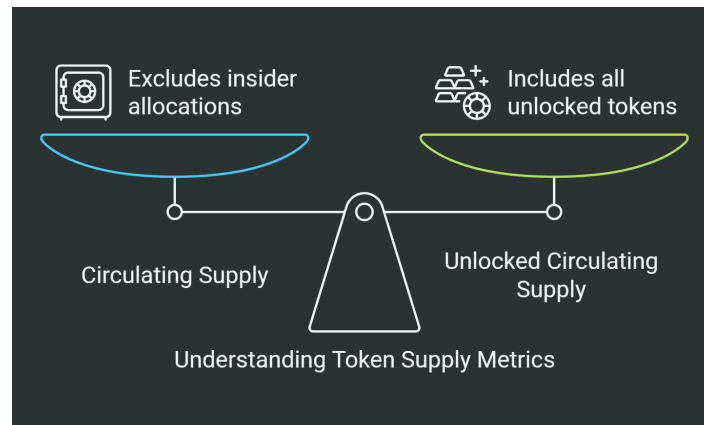 Excludes insider
allocations
Includes all
unlocked tokens
Circulating Supply
Unlocked Circulating
Supply
Understanding Token Supply Metrics